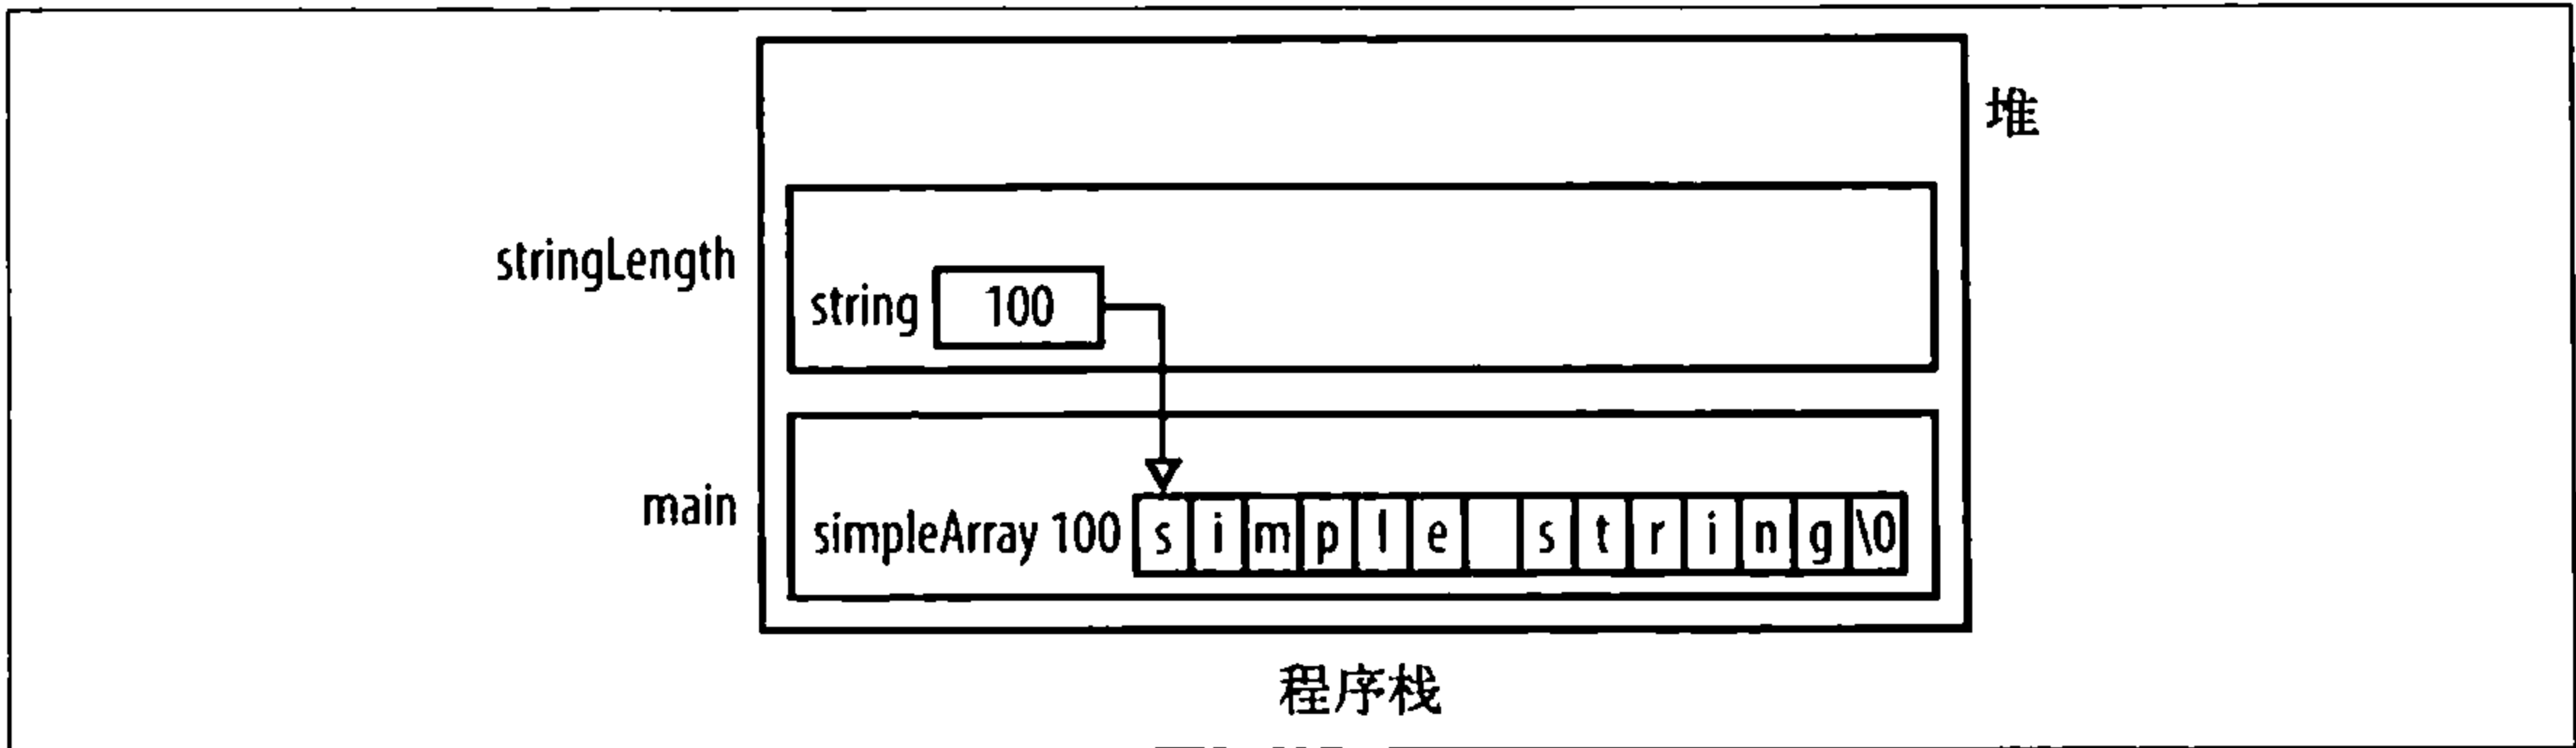 堆
stringLength
string 100
main
simpleArray 100 s i m p l e s t r i n g \0
程序栈